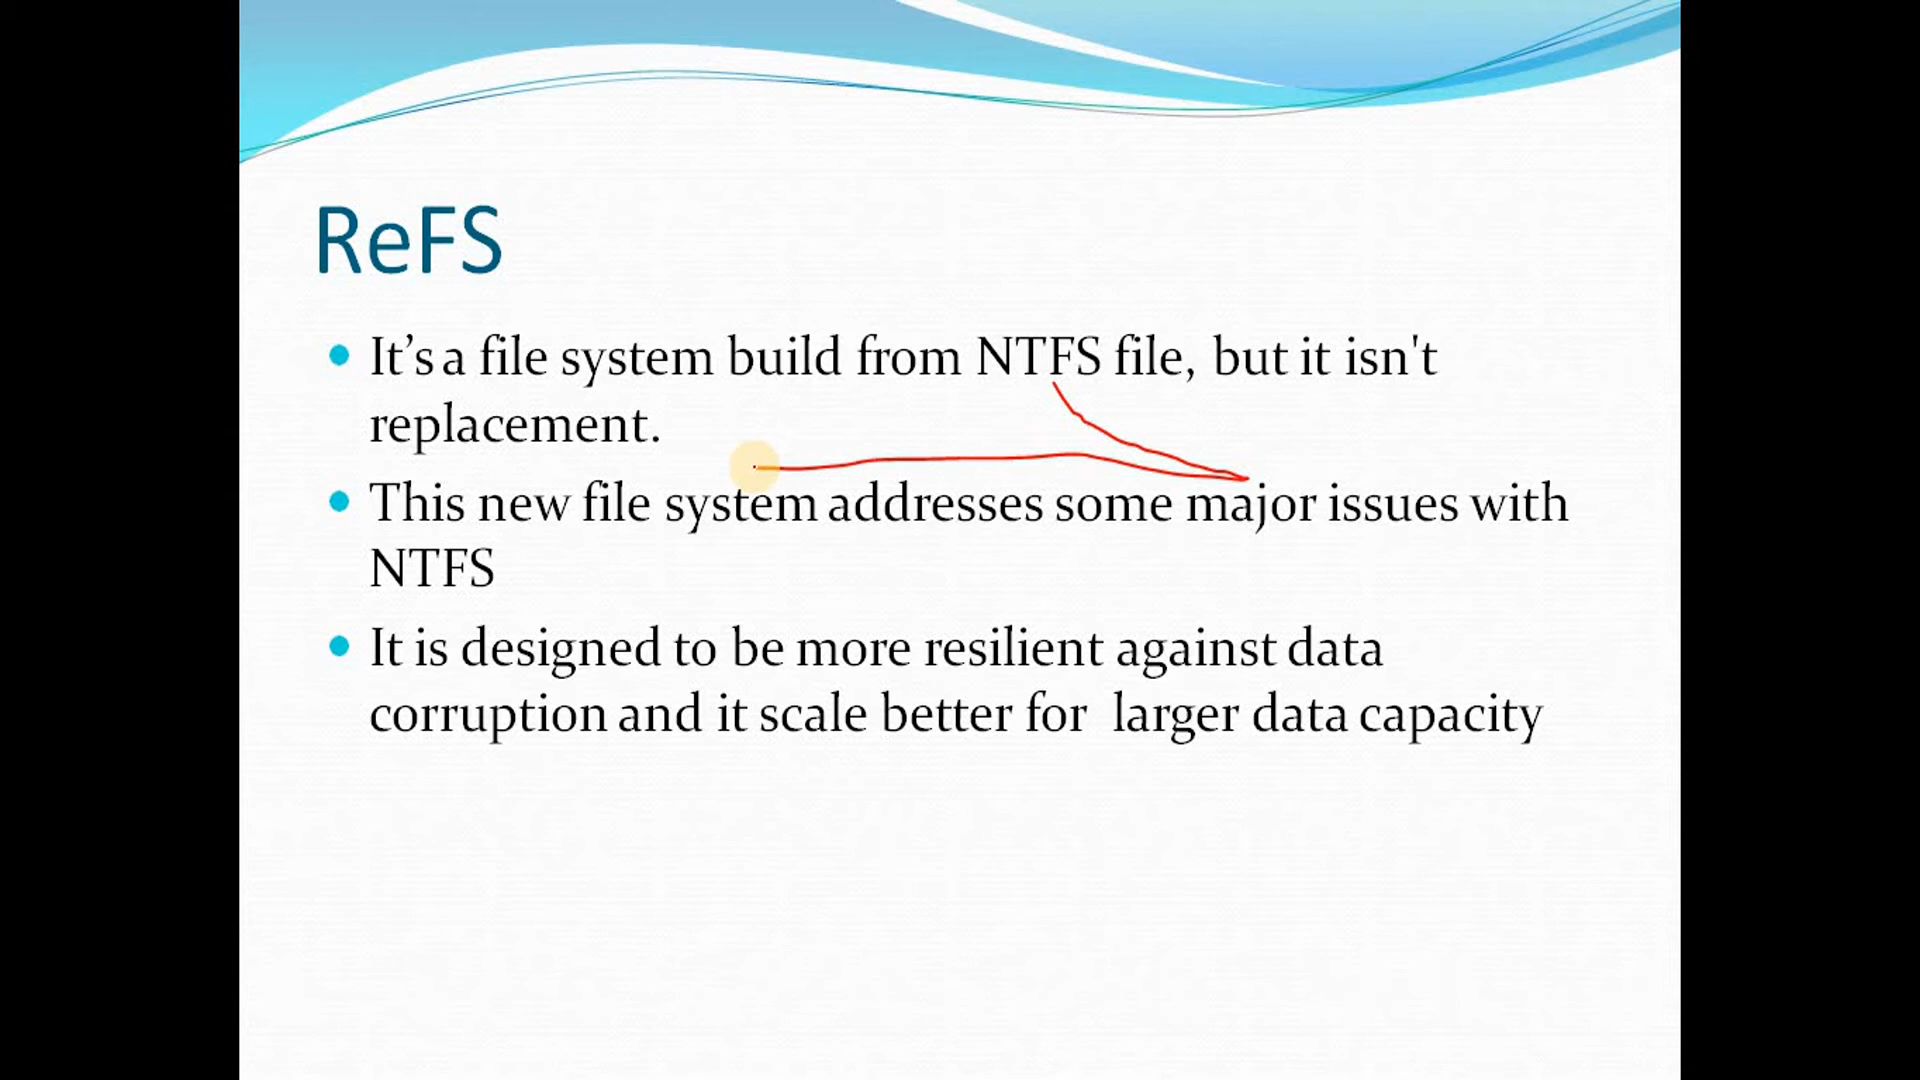 ReFS
It’s a file system build from NTFS file, but it isn't
replacement.
This new file system addresses some major issues with
NTFS
It is designed to be more resilient against data
corruption and it scale better for larger data capacity